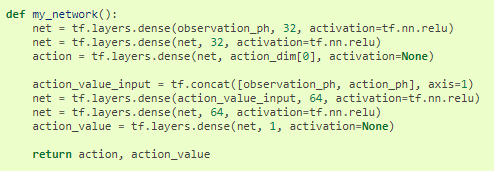 def my_network():
    net = tf.layers.dense(observation_ph, 32, activation=tf.nn.relu)
    net = tf.layers.dense(net, 32, activation=tf.nn.relu)
    action = tf.layers.dense(net, action_dim[0], activation=None)

    action_value_input = tf.concat([observation_ph, action_ph], axis=1)
    net = tf.layers.dense(action_value_input, 64, activation=tf.nn.relu)
    net = tf.layers.dense(net, 64, activation=tf.nn.relu)
    action_value = tf.layers.dense(net, 1, activation=None)

    return action, action_value